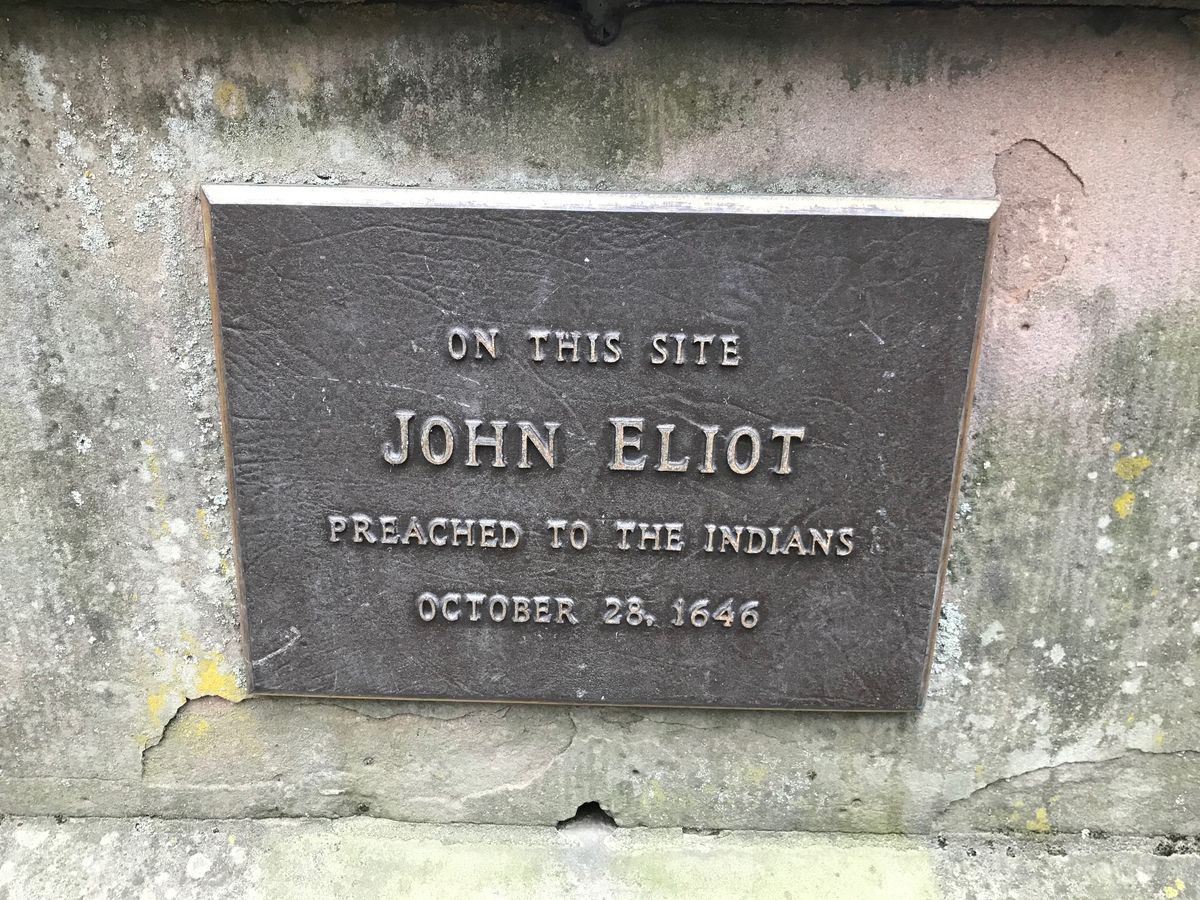 ON THIS SITE
JOHN ELIOT
PREACHED TO THE INDIANS
OCTOBER 28, 1646